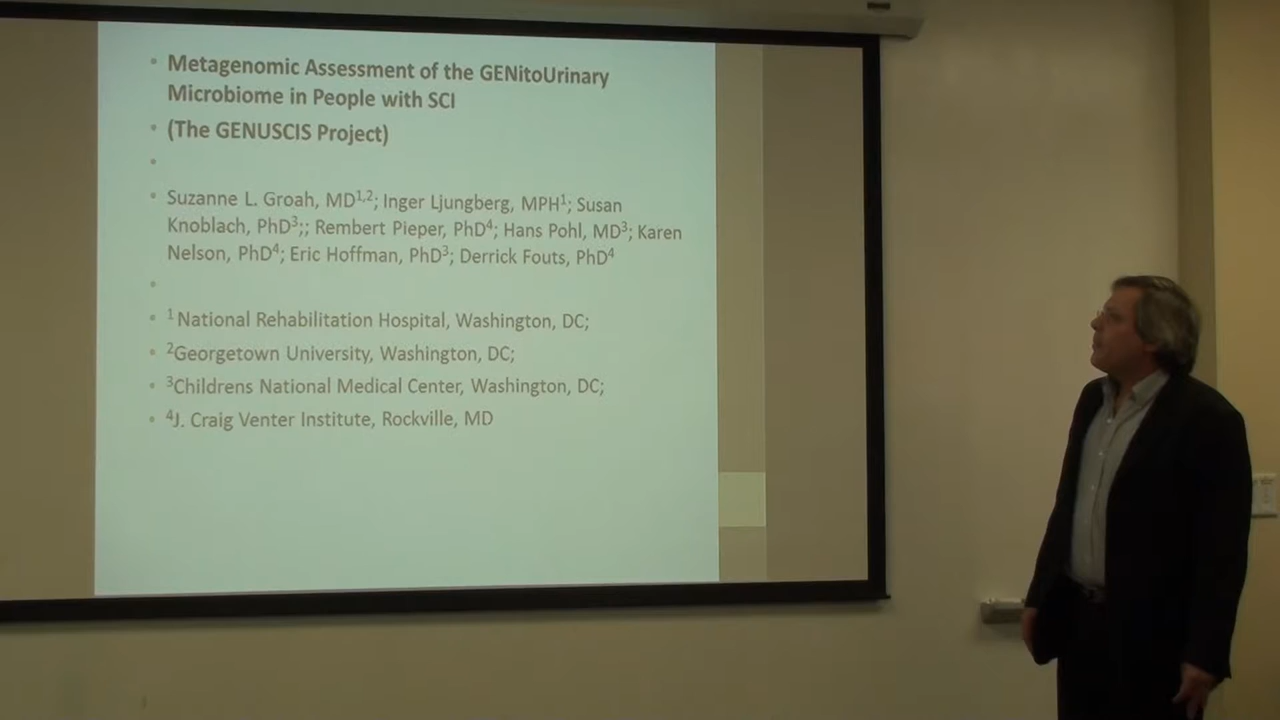 • Metagenomic Assessment of the GENitoUrinary
Microbiome in People with SCI
• (The GENUSCIS Project)
•
• Suzanne L. Groah, MD¹,²; Inger Ljungberg, MPH¹; Susan
Knoblach, PhD³;; Rembert Pieper, PhD⁴; Hans Pohl, MD³; Karen
Nelson, PhD⁴; Eric Hoffman, PhD³; Derrick Fouts, PhD⁴
•
• ¹ National Rehabilitation Hospital, Washington, DC;
• ²Georgetown University, Washington, DC;
• ³Childrens National Medical Center, Washington, DC;
• ⁴J. Craig Venter Institute, Rockville, MD